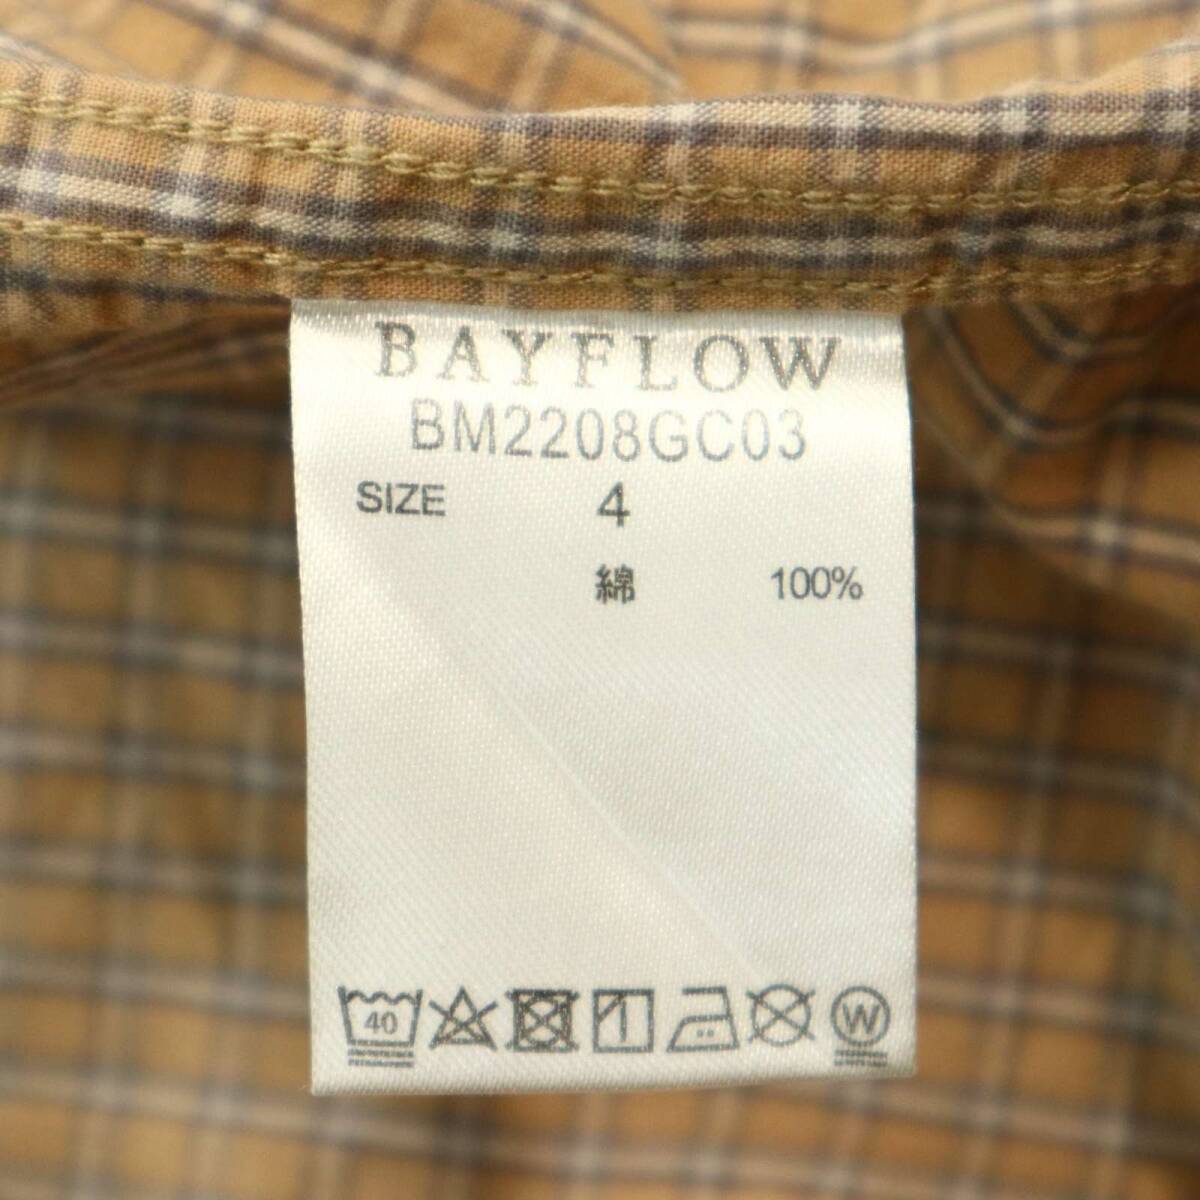 BAYFLOW
BM2208GC03
SIZE 4
綿 100%
40 W